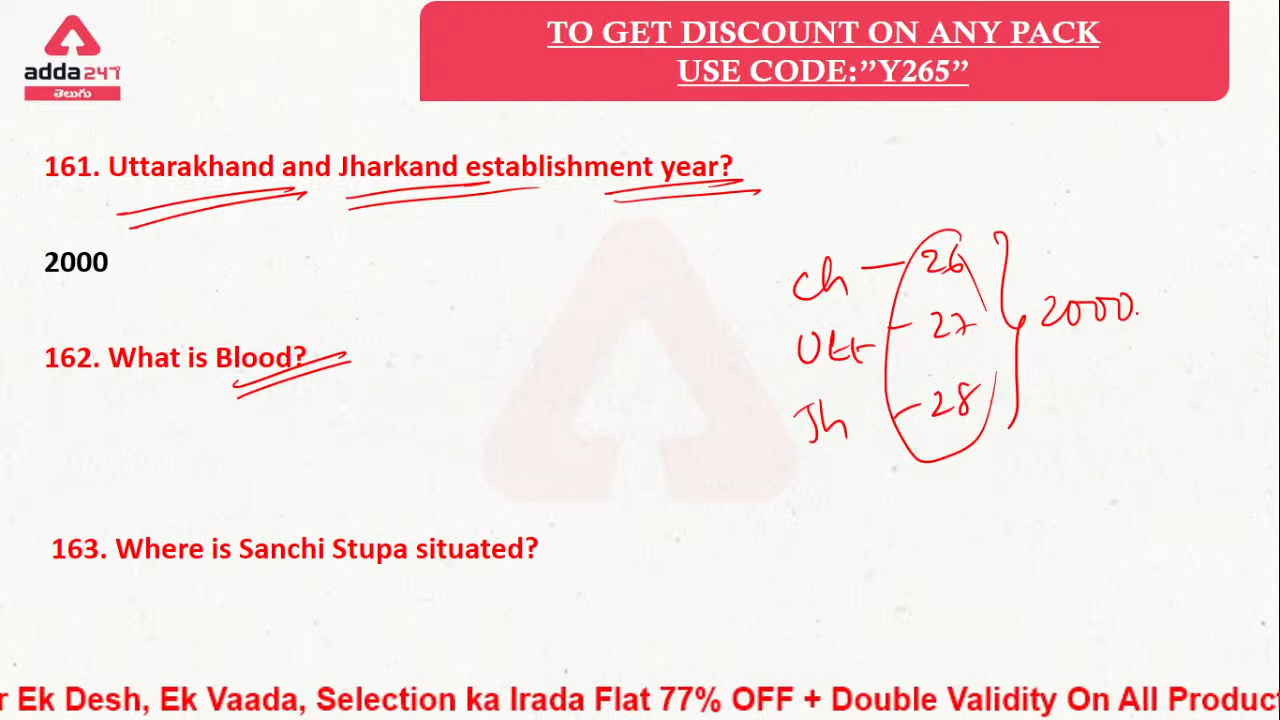 adda247
తెలుగు
TO GET DISCOUNT ON ANY PACK
USE CODE:”Y265”
161. Uttarakhand and Jharkand establishment year?
2000
Ch — 26
Utt — 27
Jh — 28
2000.
162. What is Blood?
163. Where is Sanchi Stupa situated?
r Ek Desh, Ek Vaada, Selection ka Irada Flat 77% OFF + Double Validity On All Product